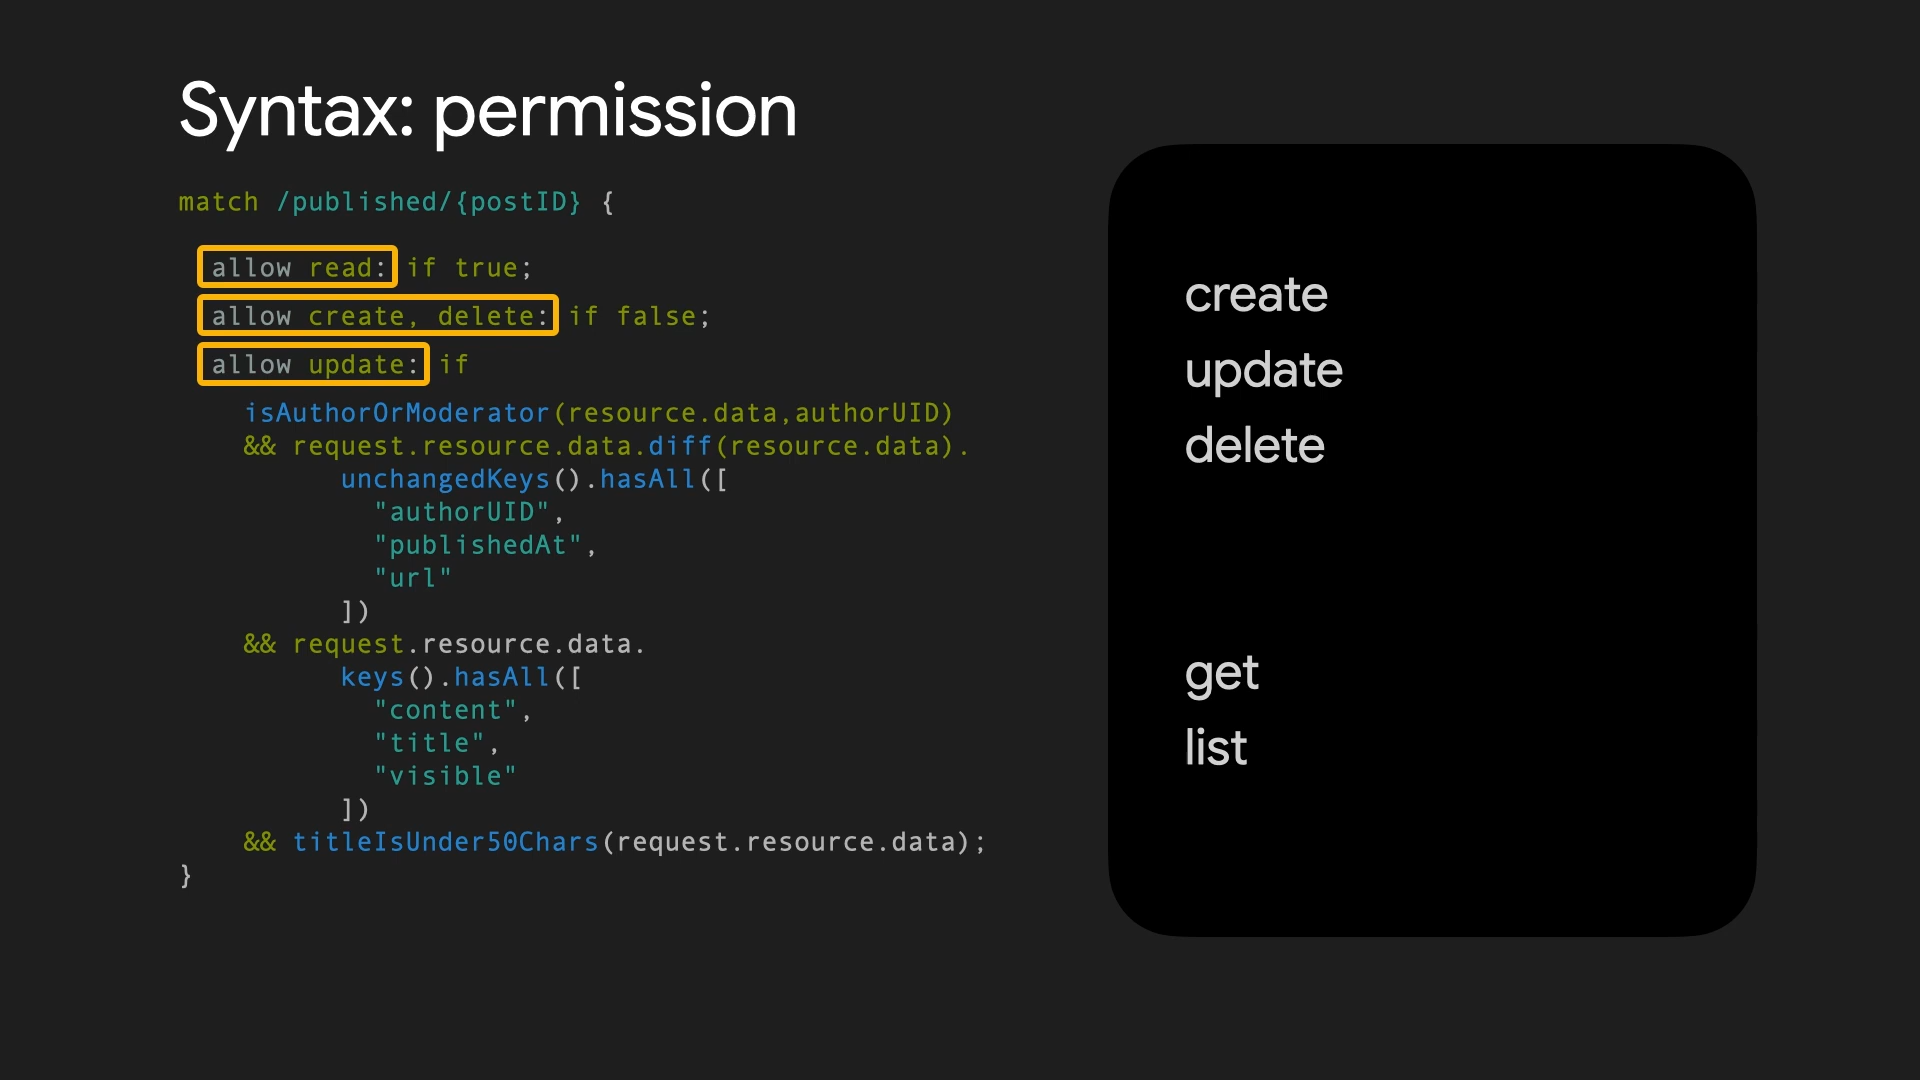 Syntax: permission
match /published/{postID} {
allow read: if true;
allow create, delete: if false;
allow update: if
isAuthorOrModerator(resource.data,authorUID)
&& request.resource.data.diff(resource.data).
unchangedKeys().hasAll([
"authorUID",
"publishedAt",
"url"
])
&& request.resource.data.
keys().hasAll([
"content",
"title",
"visible"
])
&& titleIsUnder50Chars(request.resource.data);
}
create
update
delete
get
list